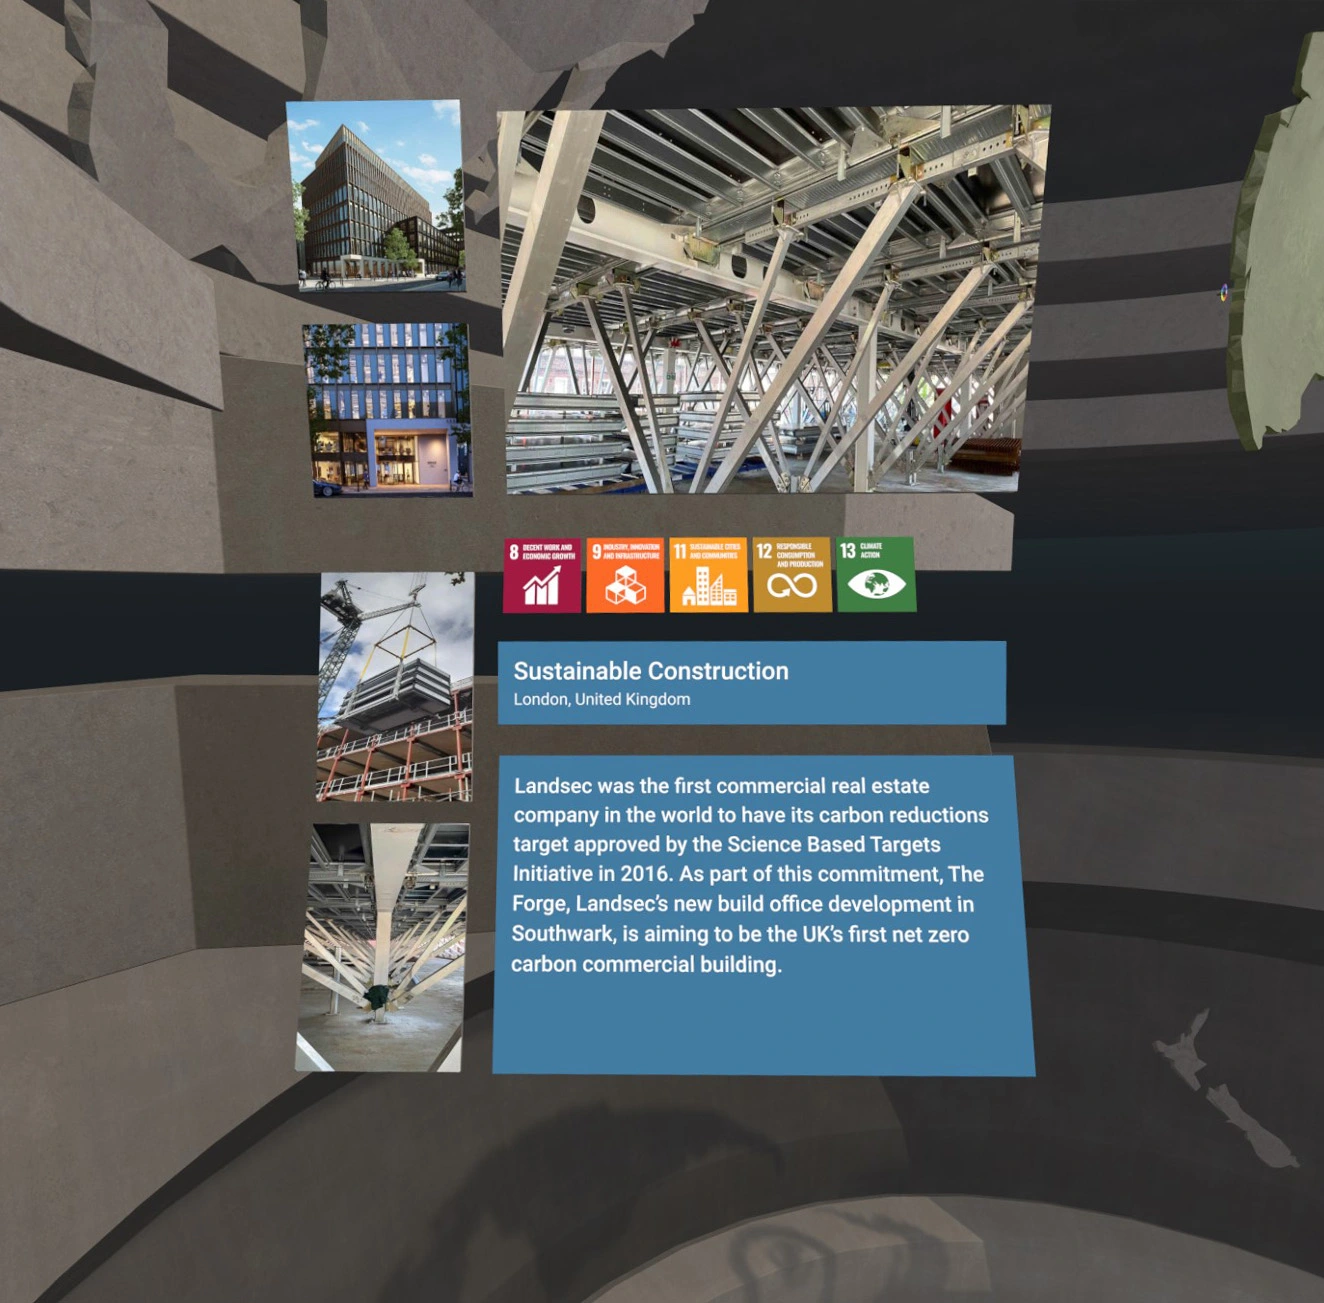 8 DECENT WORK AND
ECONOMIC GROWTH
9 INDUSTRY, INNOVATION
AND INFRASTRUCTURE
11 SUSTAINABLE CITIES
AND COMMUNITIES
12 RESPONSIBLE
CONSUMPTION
AND PRODUCTION
13 CLIMATE
ACTION
Sustainable Construction
London, United Kingdom
Landsec was the first commercial real estate
company in the world to have its carbon reductions
target approved by the Science Based Targets
Initiative in 2016. As part of this commitment, The
Forge, Landsec’s new build office development in
Southwark, is aiming to be the UK’s first net zero
carbon commercial building.